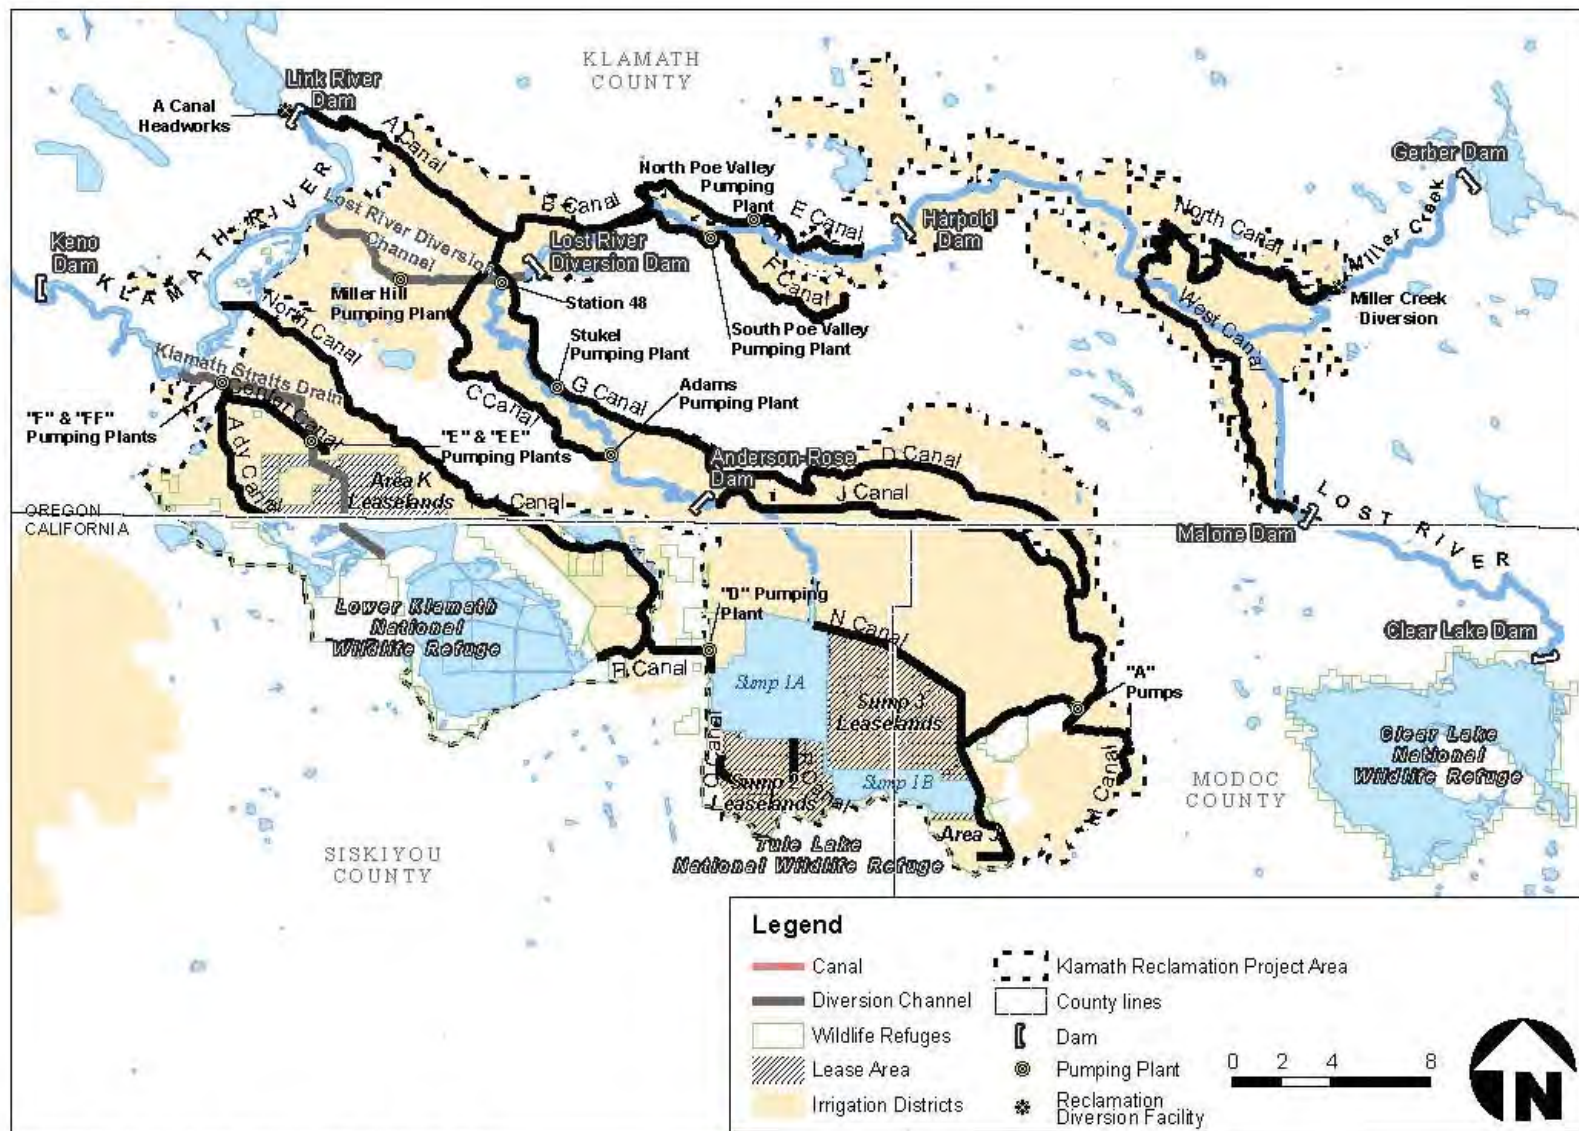 KLAMATH
COUNTY
Link River
Dam
A Canal
Headworks
A Canal
Gerber Dam
North Poe Valley
Pumping
Plant
KLAMATH RIVER
Lost River Diversion
Channel
B Canal
E Canal
Harpold
Dam
North Canal
Miller Creek
Keno
Dam
Lost River
Diversion Dam
F Canal
Miller Hill
Pumping Plant
Station 48
West Canal
Miller Creek
Diversion
North Canal
South Poe Valley
Pumping Plant
Stukel
Pumping Plant
Klamath Straits Drain
Center Canal
G Canal
C Canal
Adams
Pumping Plant
"F" & "FF"
Pumping Plants
Ady Canal
"E" & "EE"
Pumping Plants
Anderson-Rose
Dam
D Canal
J Canal
Area K
Leaselands
Canal
OREGON
CALIFORNIA
LOST RIVER
Malone Dam
Lower Klamath
National
Wildlife Refuge
"D" Pumping
Plant
N Canal
Clear Lake Dam
P Canal
Sump 1A
Sump 3
Leaselands
"A"
Pumps
Q Canal
R Canal
Sump 2
Leaselands
Sump 1B
M Canal
Clear Lake
National
Wildlife Refuge
MODOC
COUNTY
Area J
Tule Lake
National Wildlife Refuge
SISKIYOU
COUNTY
Legend
Canal
Diversion Channel
Wildlife Refuges
Lease Area
Irrigation Districts
Klamath Reclamation Project Area
County lines
Dam
Pumping Plant
Reclamation
Diversion Facility
0 2 4 8
N